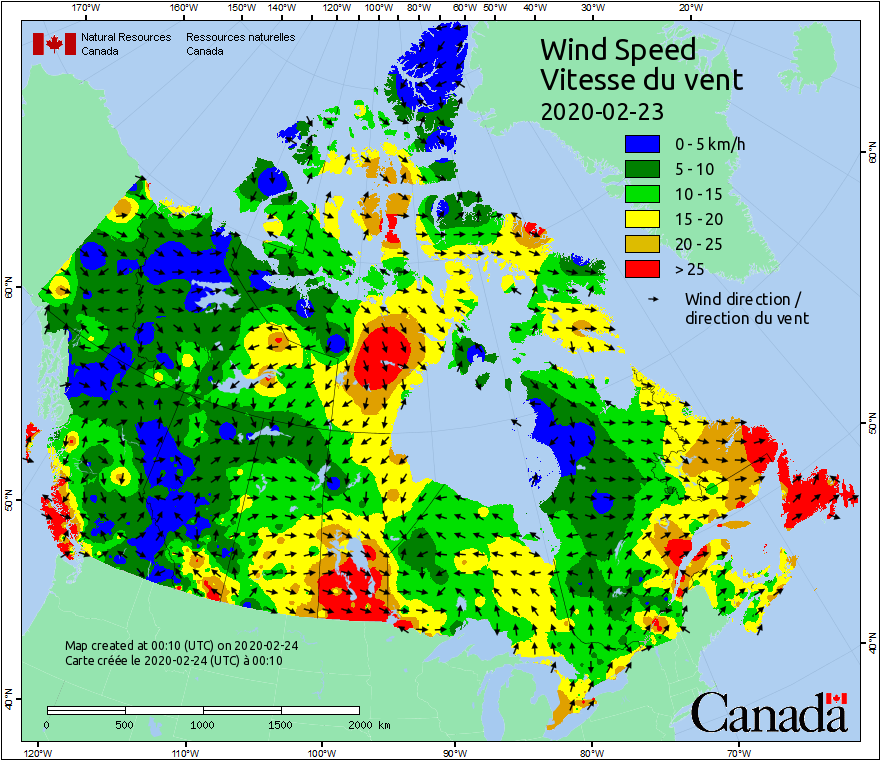 170°W 160°W 150°W 140°W 120°W 110°W 100°W 80°W 60°W 50°W 40°W 30°W 20°W
Natural Resources Ressources naturelles
Canada Canada
Wind Speed
Vitesse du vent
2020-02-23
0 - 5 km/h
5 - 10
10 - 15
15 - 20
20 - 25
> 25
Wind direction /
direction du vent
60°N 60°N
50°N 50°N
40°N 40°N
Map created at 00:10 (UTC) on 2020-02-24
Carte créée le 2020-02-24 (UTC) à 00:10
0 500 1000 1500 2000 km
Canada
120°W 110°W 100°W 90°W 80°W 70°W